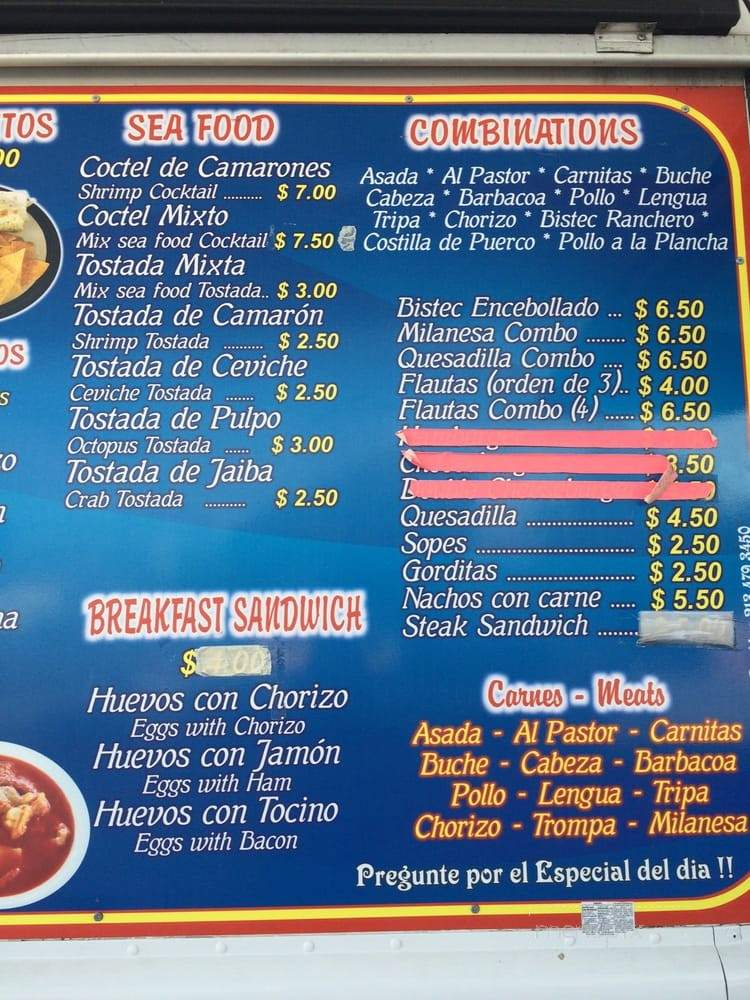 TOS
00
OS
SEA FOOD
Coctel de Camarones
Shrimp Cocktail .......... $ 7.00
Coctel Mixto
Mix sea food Cocktail $ 7.50
Tostada Mixta
Mix sea food Tostada.. $ 3.00
Tostada de Camarón
Shrimp Tostada .......... $ 2.50
Tostada de Ceviche
Ceviche Tostada ....... $ 2.50
Tostada de Pulpo
Octopus Tostada ...... $ 3.00
Tostada de Jaiba
Crab Tostada .......... $ 2.50
BREAKFAST SANDWICH
$ 4.00
Huevos con Chorizo
Eggs with Chorizo
Huevos con Jamón
Eggs with Ham
Huevos con Tocino
Eggs with Bacon
COMBINATIONS
Asada * Al Pastor * Carnitas * Buche
Cabeza * Barbacoa * Pollo * Lengua
Tripa * Chorizo * Bistec Ranchero *
Costilla de Puerco * Pollo a la Plancha
Bistec Encebollado ... $ 6.50
Milanesa Combo ........ $ 6.50
Quesadilla Combo .... $ 6.50
Flautas (orden de 3).. $ 4.00
Flautas Combo (4) ...... $ 6.50
3.50
Quesadilla ...................... $ 4.50
Sopes ................................ $ 2.50
Gorditas .......................... $ 2.50
Nachos con carne ..... $ 5.50
Steak Sandwich ........
Carnes - Meats
Asada - Al Pastor - Carnitas
Buche - Cabeza - Barbacoa
Pollo - Lengua - Tripa
Chorizo - Trompa - Milanesa
Pregunte por el Especial del dia !!
479 3450